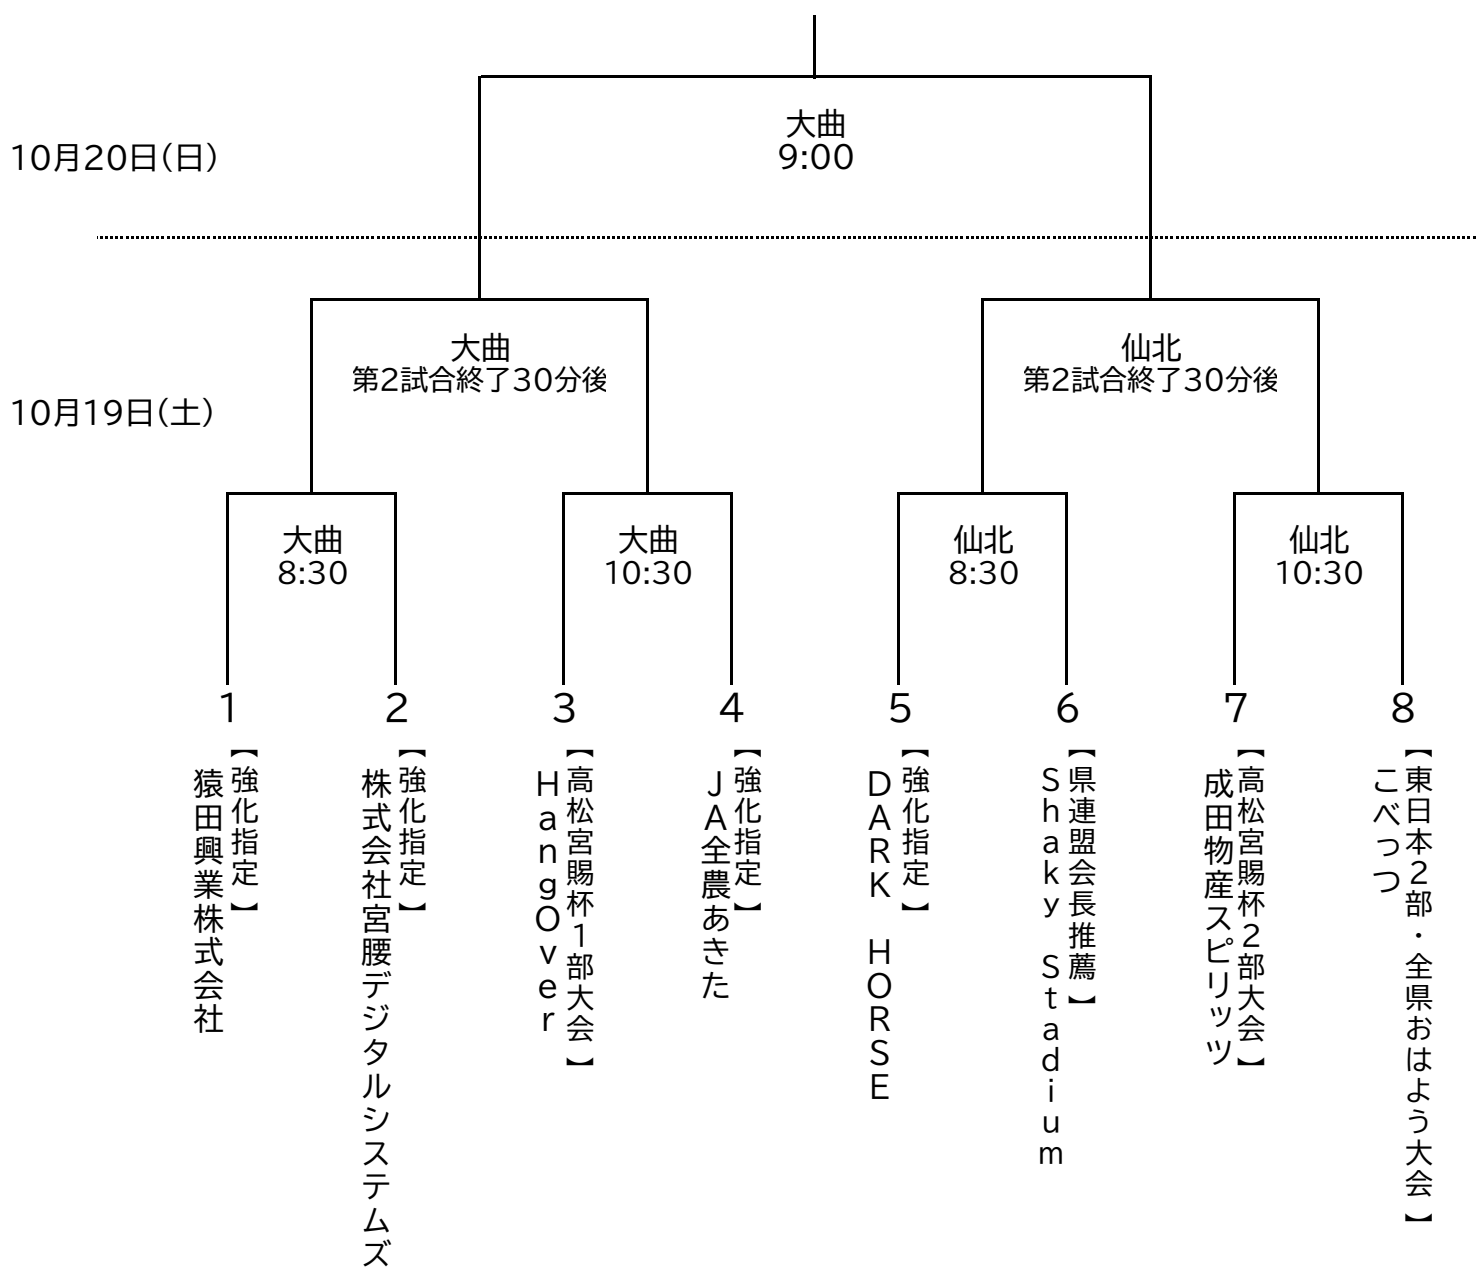 大曲
9:00
10月20日(日)
大曲
第2試合終了30分後
仙北
第2試合終了30分後
10月19日(土)
大曲
8:30
大曲
10:30
仙北
8:30
仙北
10:30
1
2
3
4
5
6
7
8
【強化指定】
猿田興業株式会社
【強化指定】
株式会社宮腰デジタルシステムズ
【高松宮賜杯1部大会】
HangOver
【強化指定】
JA全農あきた
【強化指定】
DARK HORSE
【県連盟会長推薦】
Shaky Stadium
【高松宮賜杯2部大会】
成田物産スピリッツ
【東日本2部・全県おはよう大会】
こべっつ